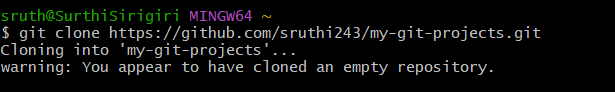 sruth@SurthiSirigiri MINGW64 ~
$ git clone https://github.com/sruthi243/my-git-projects.git
Cloning into 'my-git-projects'...
warning: You appear to have cloned an empty repository.